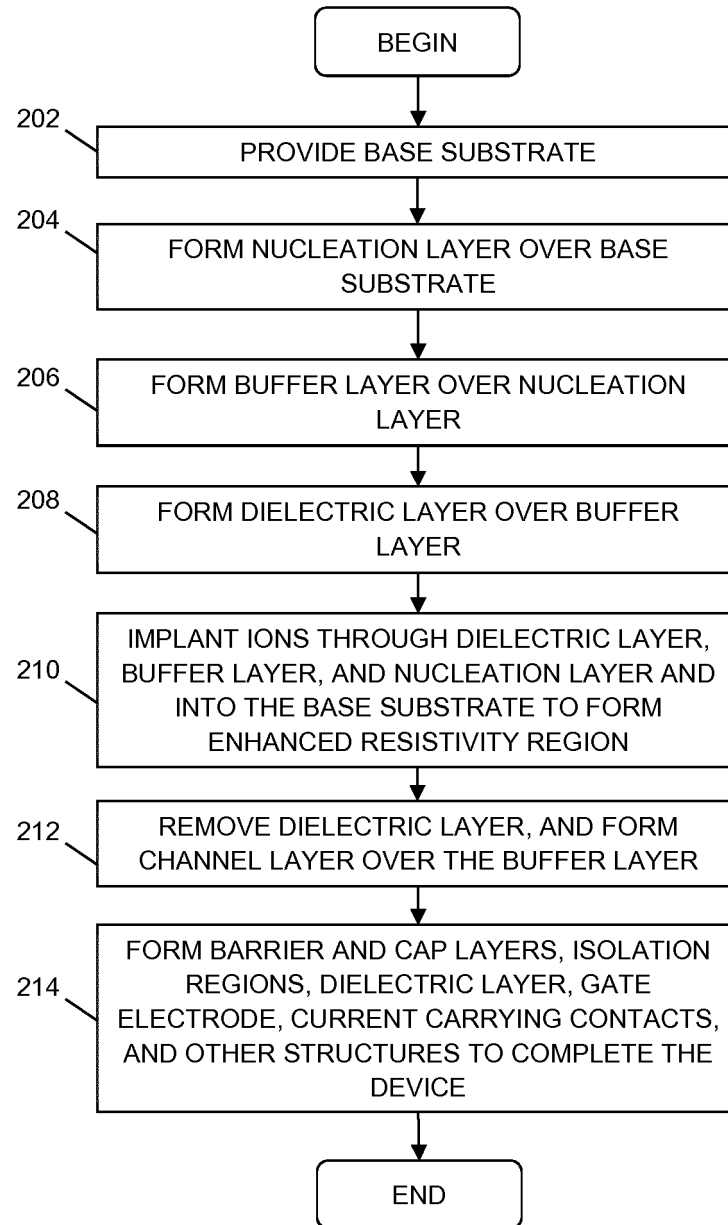 BEGIN
202
PROVIDE BASE SUBSTRATE
204
FORM NUCLEATION LAYER OVER BASE
SUBSTRATE
206
FORM BUFFER LAYER OVER NUCLEATION
LAYER
208
FORM DIELECTRIC LAYER OVER BUFFER
LAYER
210
IMPLANT IONS THROUGH DIELECTRIC LAYER,
BUFFER LAYER, AND NUCLEATION LAYER AND
INTO THE BASE SUBSTRATE TO FORM
ENHANCED RESISTIVITY REGION
212
REMOVE DIELECTRIC LAYER, AND FORM
CHANNEL LAYER OVER THE BUFFER LAYER
214
FORM BARRIER AND CAP LAYERS, ISOLATION
REGIONS, DIELECTRIC LAYER, GATE
ELECTRODE, CURRENT CARRYING CONTACTS,
AND OTHER STRUCTURES TO COMPLETE THE
DEVICE
END